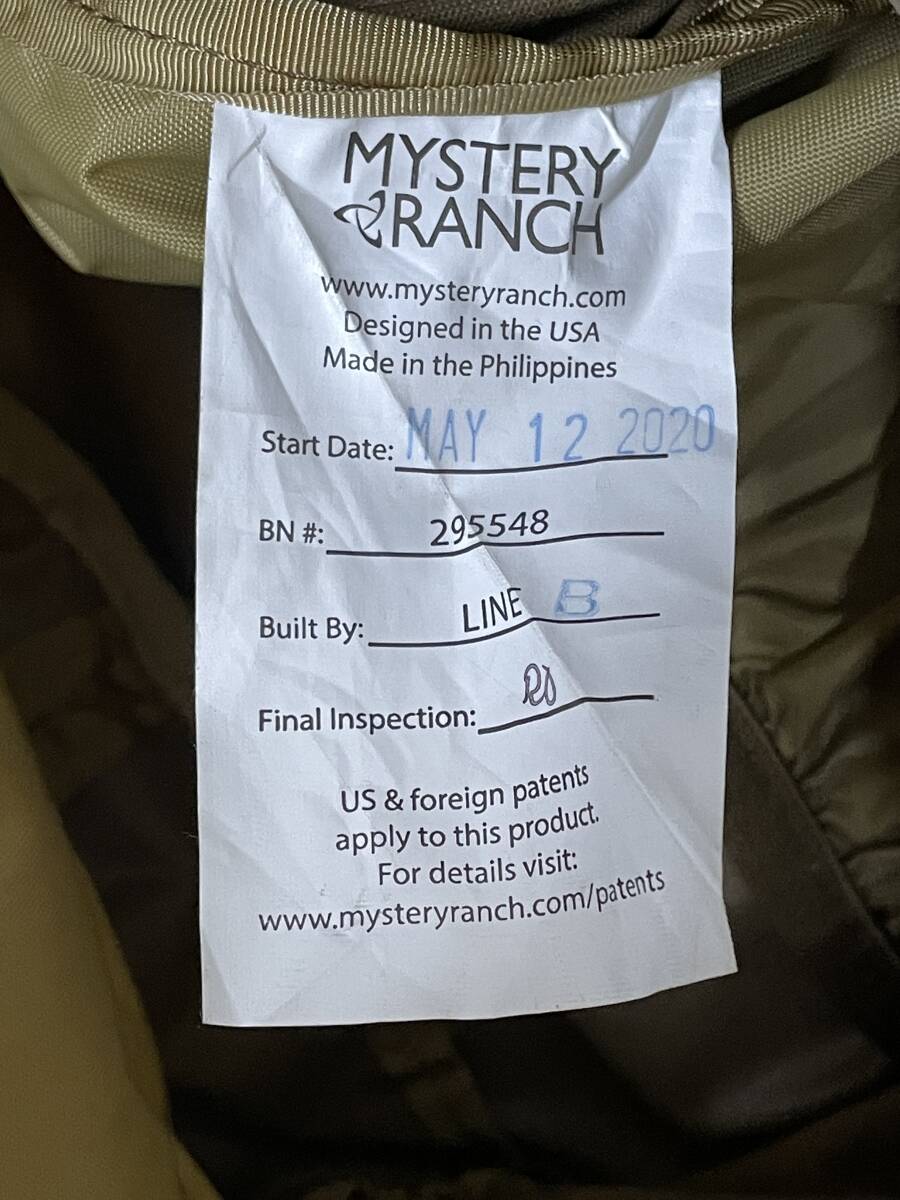 MYSTERY
RANCH
www.mysteryranch.com
Designed in the USA
Made in the Philippines
Start Date: MAY 12 2020
BN #: 295548
Built By: LINE B
Final Inspection:
US & foreign patents
apply to this product.
For details visit:
www.mysteryranch.com/patents